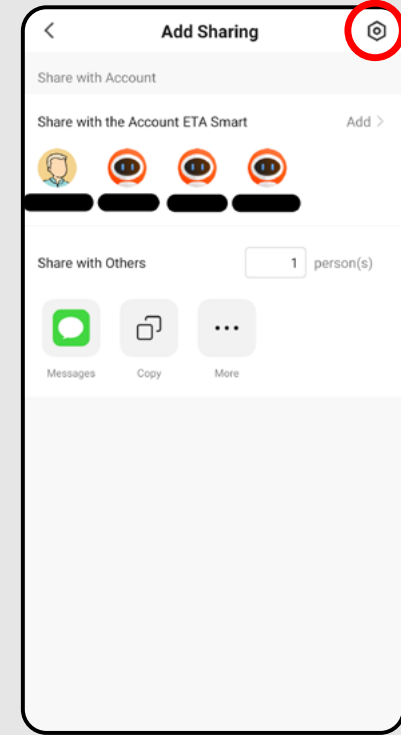 Add Sharing
Share with Account
Share with the Account ETA Smart Add >
Share with Others 1 person(s)
Messages Copy More